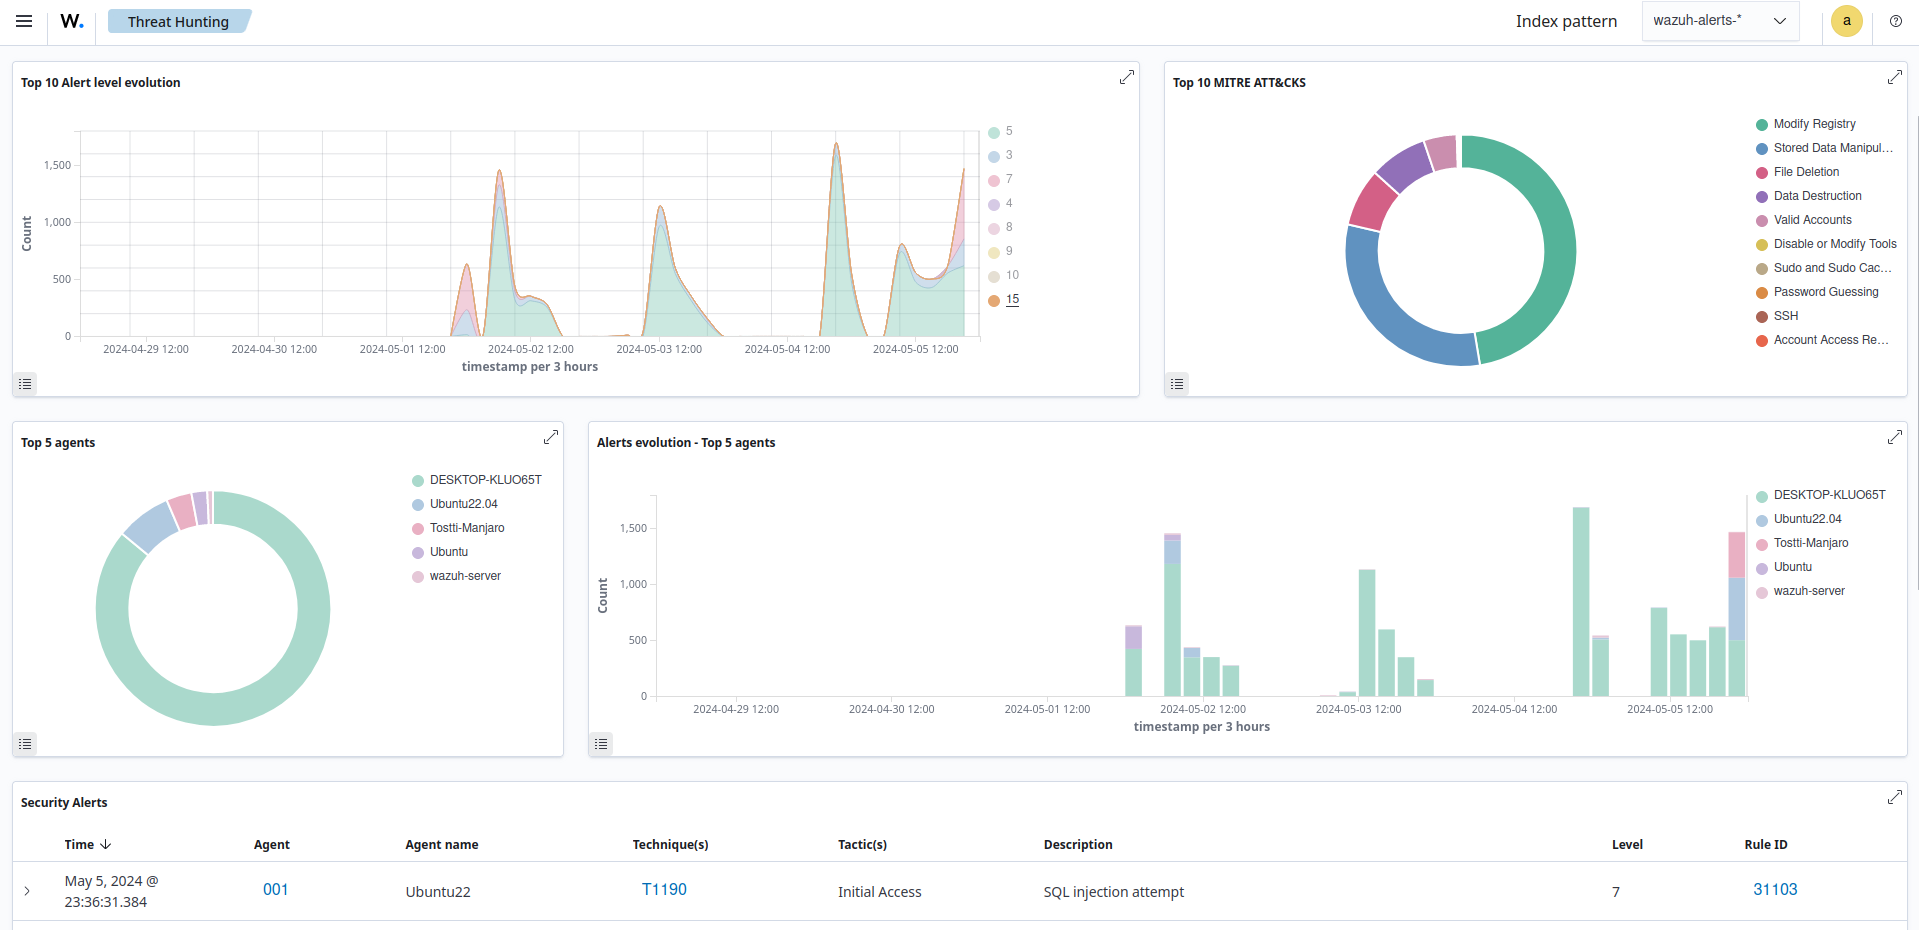 W. Threat Hunting Index pattern wazuh-alerts-* a
Top 10 Alert level evolution
Count
1,500
1,000
500
0
2024-04-29 12:00 2024-04-30 12:00 2024-05-01 12:00 2024-05-02 12:00 2024-05-03 12:00 2024-05-04 12:00 2024-05-05 12:00
timestamp per 3 hours
5
3
7
4
8
9
10
15
Top 10 MITRE ATT&CKS
Modify Registry
Stored Data Manipul...
File Deletion
Data Destruction
Valid Accounts
Disable or Modify Tools
Sudo and Sudo Cac...
Password Guessing
SSH
Account Access Re...
Top 5 agents
DESKTOP-KLUO65T
Ubuntu22.04
Tostti-Manjaro
Ubuntu
wazuh-server
Alerts evolution - Top 5 agents
Count
1,500
1,000
500
0
2024-04-29 12:00 2024-04-30 12:00 2024-05-01 12:00 2024-05-02 12:00 2024-05-03 12:00 2024-05-04 12:00 2024-05-05 12:00
timestamp per 3 hours
DESKTOP-KLUO65T
Ubuntu22.04
Tostti-Manjaro
Ubuntu
wazuh-server
Security Alerts
Time Agent Agent name Technique(s) Tactic(s) Description Level Rule ID
May 5, 2024 @
23:36:31.384 001 Ubuntu22 T1190 Initial Access SQL injection attempt 7 31103